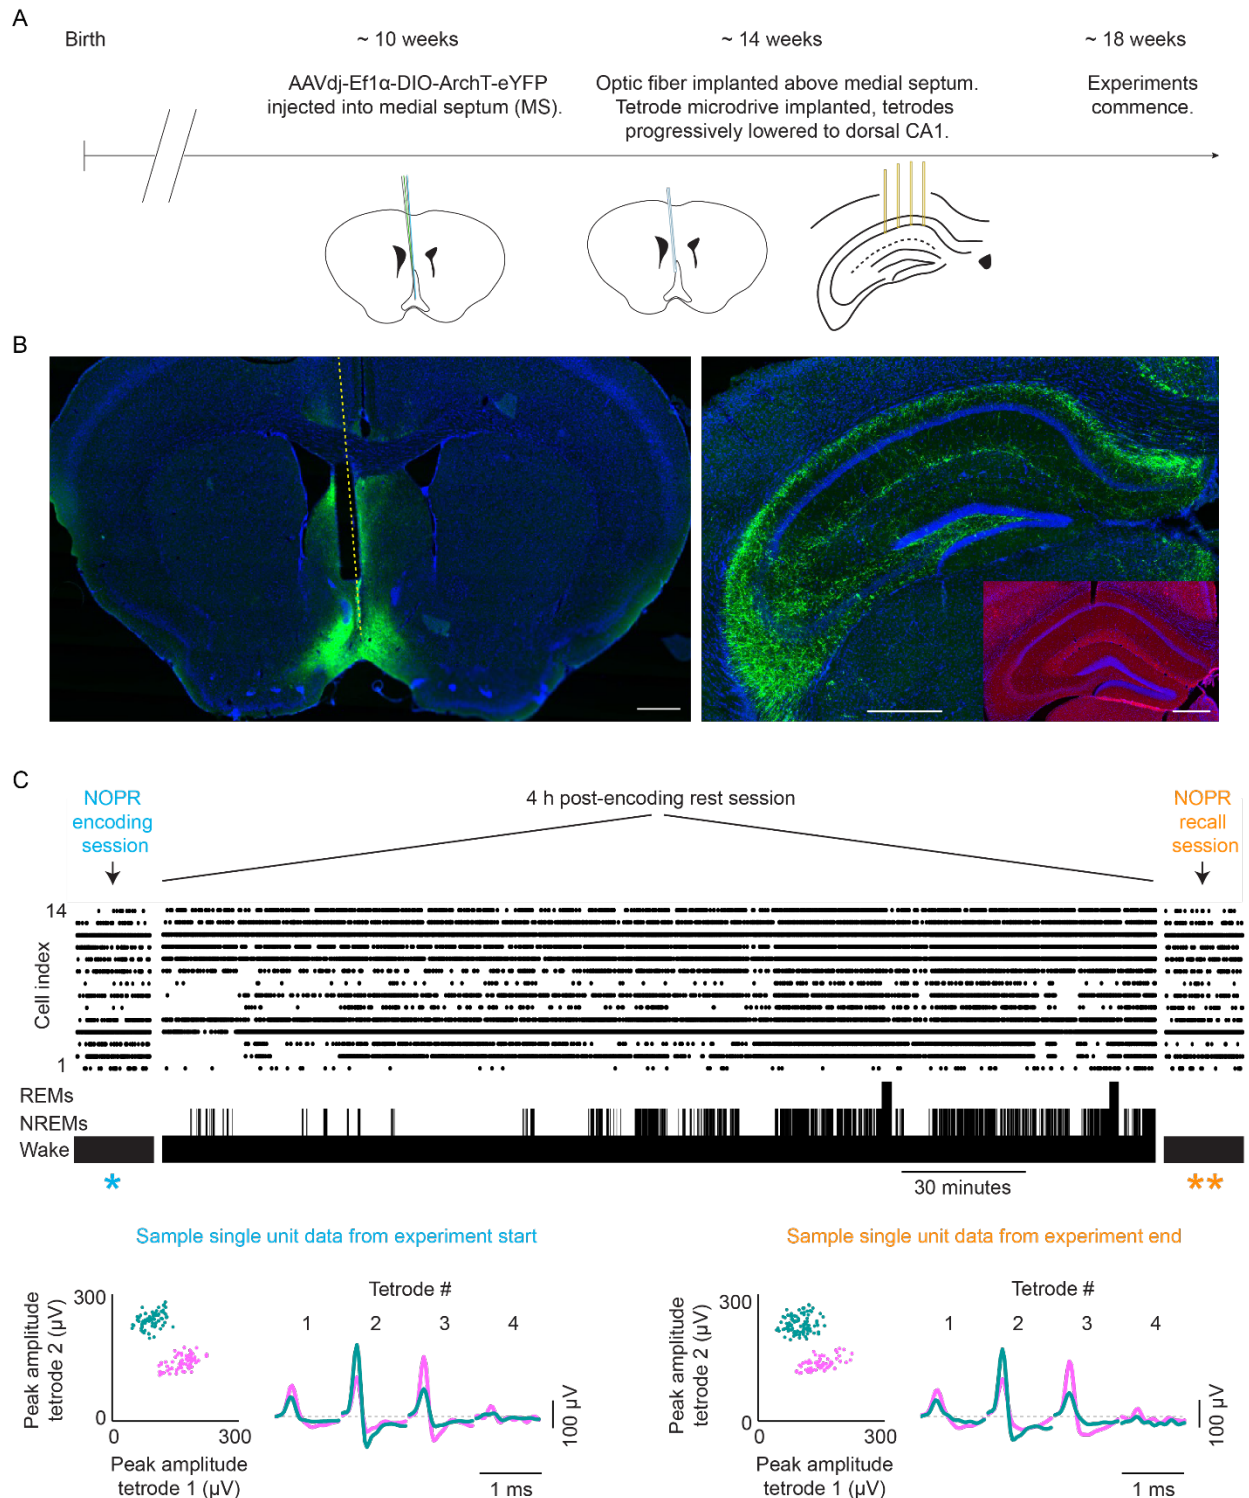 A
Birth
~ 10 weeks
~ 14 weeks
~ 18 weeks
AAVdj-Ef1α-DIO-ArchT-eYFP
injected into medial septum (MS).
Optic fiber implanted above medial septum.
Tetrode microdrive implanted, tetrodes
progressively lowered to dorsal CA1.
Experiments
commence.
B
C
NOPR
encoding
session
4 h post-encoding rest session
NOPR
recall
session
14
Cell index
1
REMs
NREMs
Wake
*
30 minutes
**
Sample single unit data from experiment start
Peak amplitude
tetrode 2 (µV)
300
0
0
300
Peak amplitude
tetrode 1 (µV)
Tetrode #
1 2 3 4
100 µV
1 ms
Sample single unit data from experiment end
Peak amplitude
tetrode 2 (µV)
300
0
0
300
Peak amplitude
tetrode 1 (µV)
Tetrode #
1 2 3 4
100 µV
1 ms